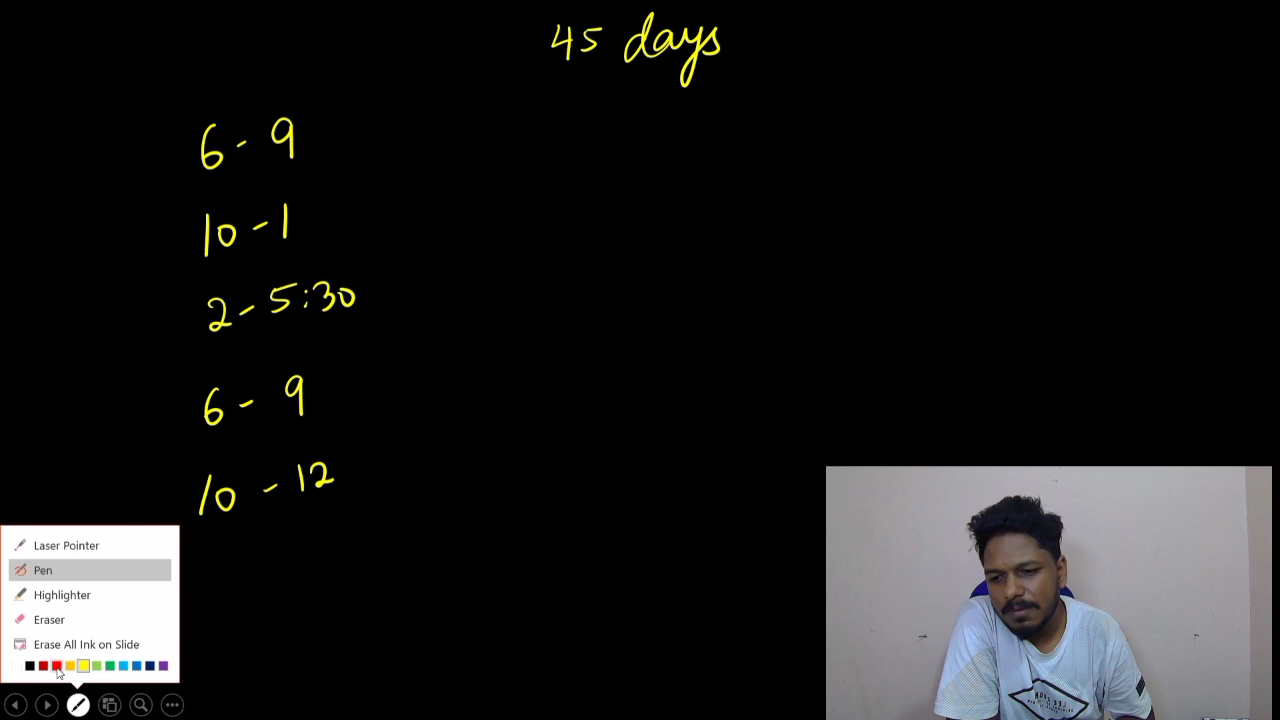 45 days
6 - 9
10 - 1
2 - 5:30
6 - 9
10 - 12
Laser Pointer
Pen
Highlighter
Eraser
Erase All Ink on Slide